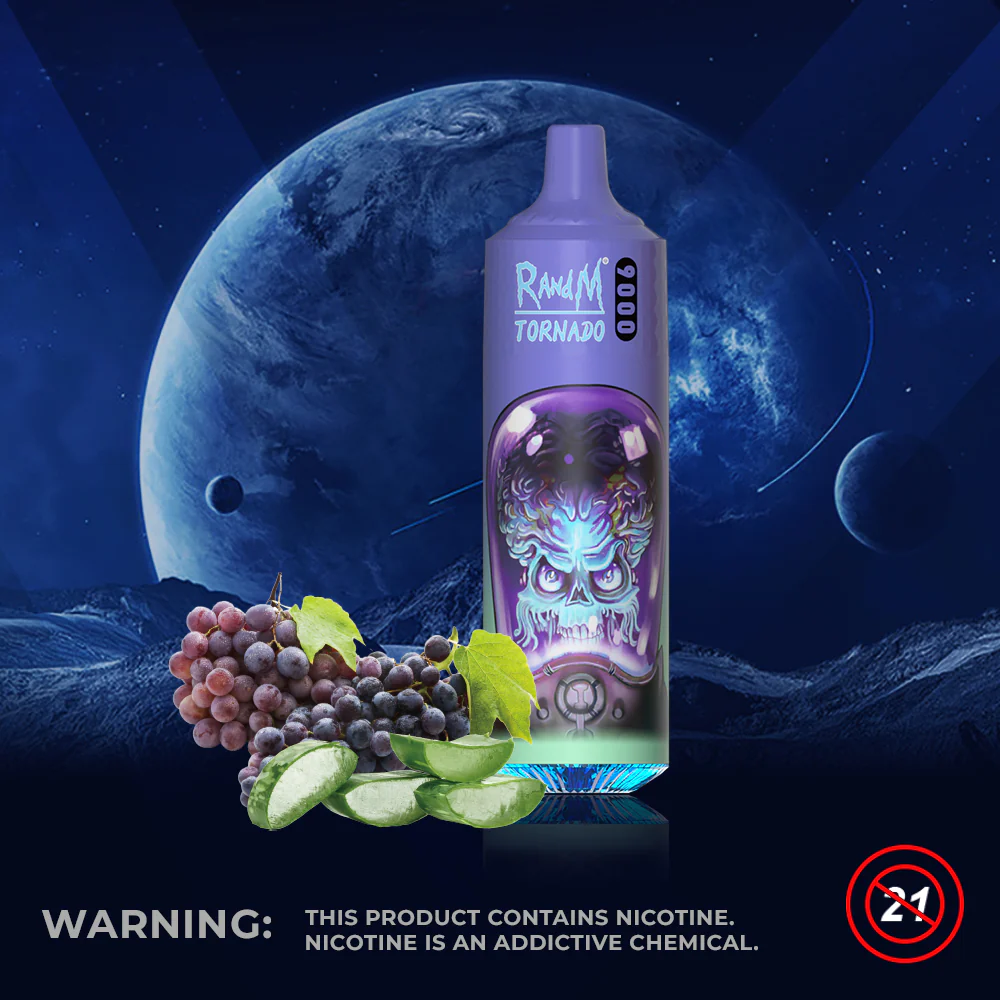 RandM®
TORNADO
9000
WARNING:
THIS PRODUCT CONTAINS NICOTINE.
NICOTINE IS AN ADDICTIVE CHEMICAL.
21